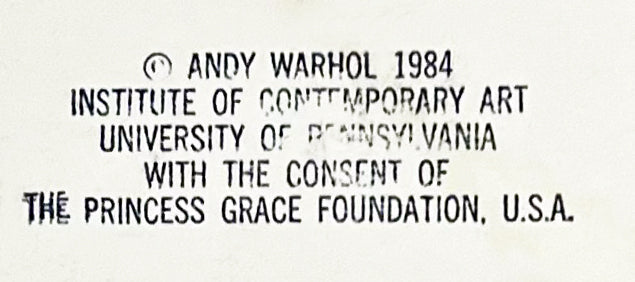 © ANDY WARHOL 1984
INSTITUTE OF CONTEMPORARY ART
UNIVERSITY OF PENNSYLVANIA
WITH THE CONSENT OF
THE PRINCESS GRACE FOUNDATION, U.S.A.